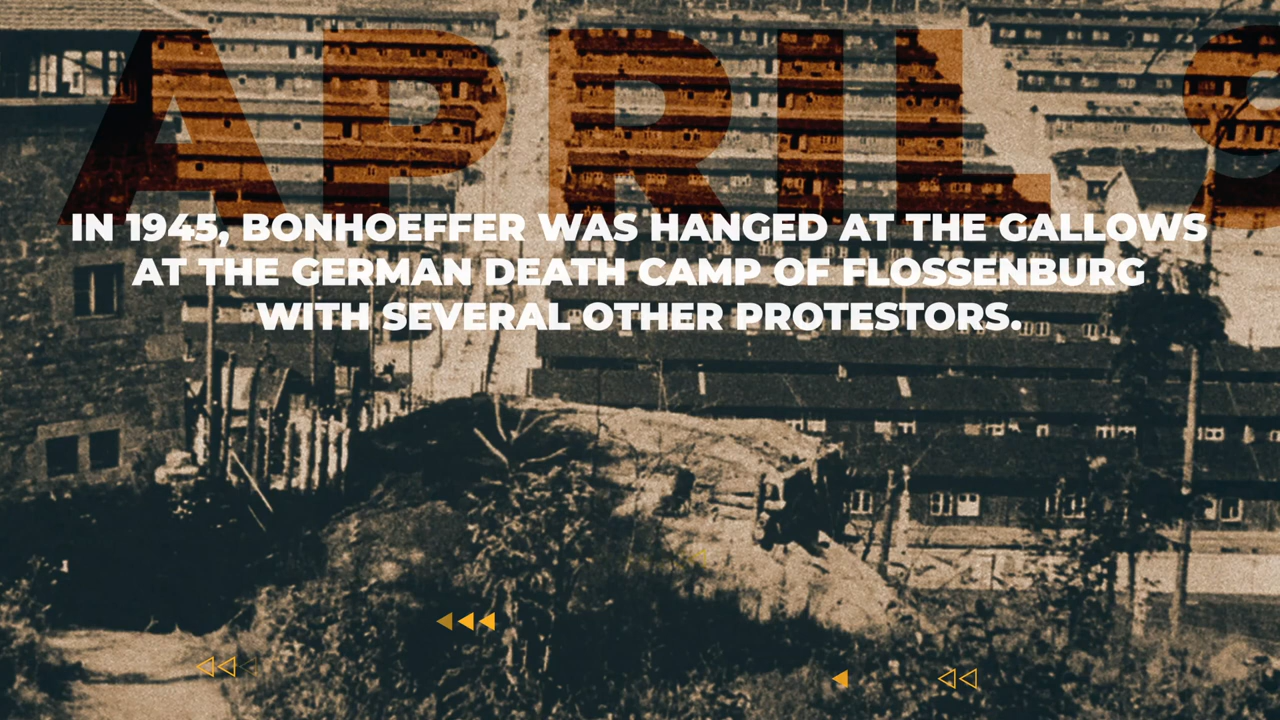 APRIL 9
IN 1945, BONHOEFFER WAS HANGED AT THE GALLOWS
AT THE GERMAN DEATH CAMP OF FLOSSENBURG
WITH SEVERAL OTHER PROTESTORS.